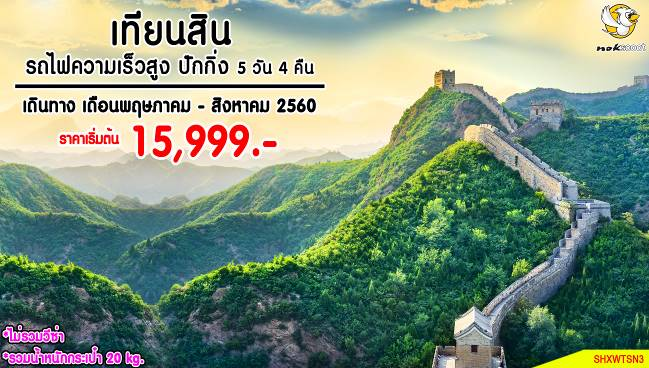 nokscoot
เทียนสิน
รถไฟความเร็วสูง ปักกิ่ง 5 วัน 4 คืน
เดินทาง เดือนพฤษภาคม - สิงหาคม 2560
ราคาเริ่มต้น 15,999.-
*ไม่รวมวีซ่า
*รวมน้ำหนักกระเป๋า 20 kg.
SHXWTSN3